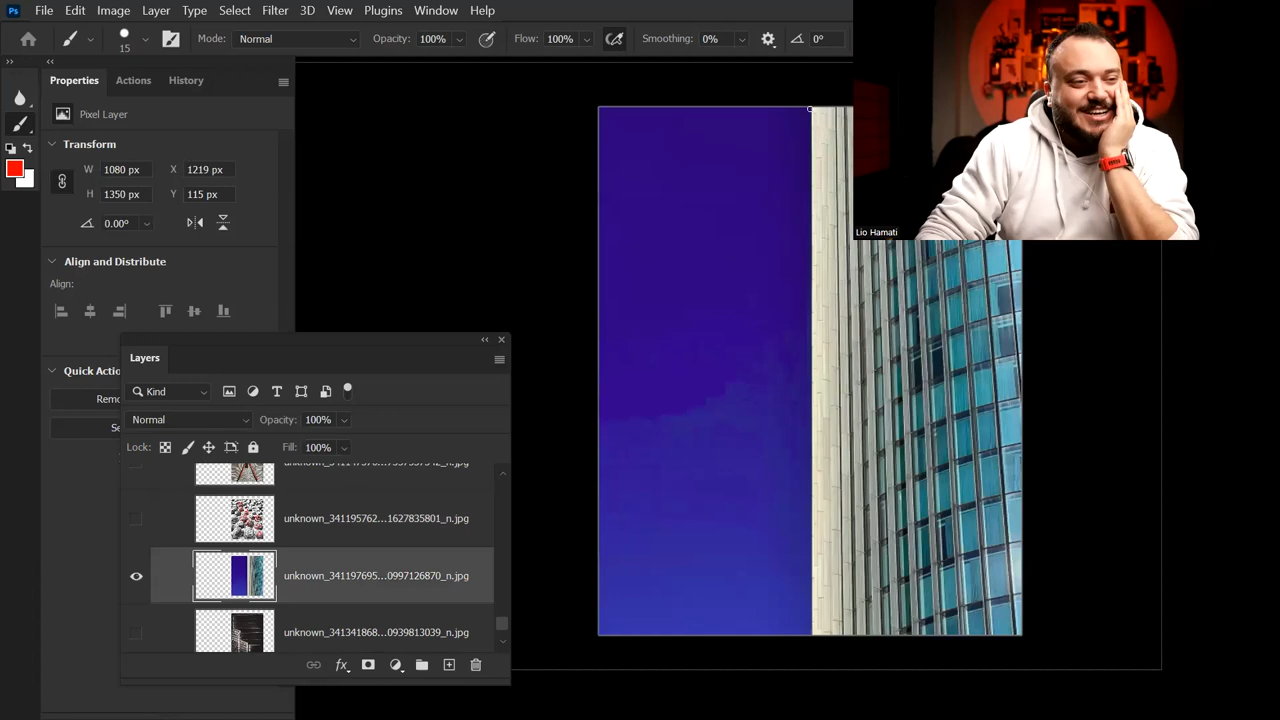 Ps File Edit Image Layer Type Select Filter 3D View Plugins Window Help
15 Mode: Normal Opacity: 100% Flow: 100% Smoothing: 0% 0°
Properties Actions History
Pixel Layer
Transform
W 1080 px X 1219 px
H 1350 px Y 115 px
0.00°
Align and Distribute
Align:
Quick Actio
Remo
Se
Layers
Kind
Normal Opacity: 100%
Lock: Fill: 100%
unknown_341195762...1627835801_n.jpg
unknown_341197695...0997126870_n.jpg
unknown_341341868...0939813039_n.jpg
fx
Lio Hamati